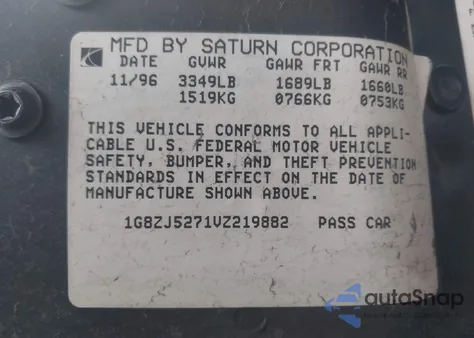 MFD BY SATURN CORPORATION
DATE GVWR GAWR FRT GAWR RR
11/96 3349LB 1689LB 1660LB
1519KG 0766KG 0753KG
THIS VEHICLE CONFORMS TO ALL APPLI-
CABLE U.S. FEDERAL MOTOR VEHICLE
SAFETY, BUMPER, AND THEFT PREVENTION
STANDARDS IN EFFECT ON THE DATE OF
MANUFACTURE SHOWN ABOVE.
1G8ZJ5271VZ219882 PASS CAR
autaSnap